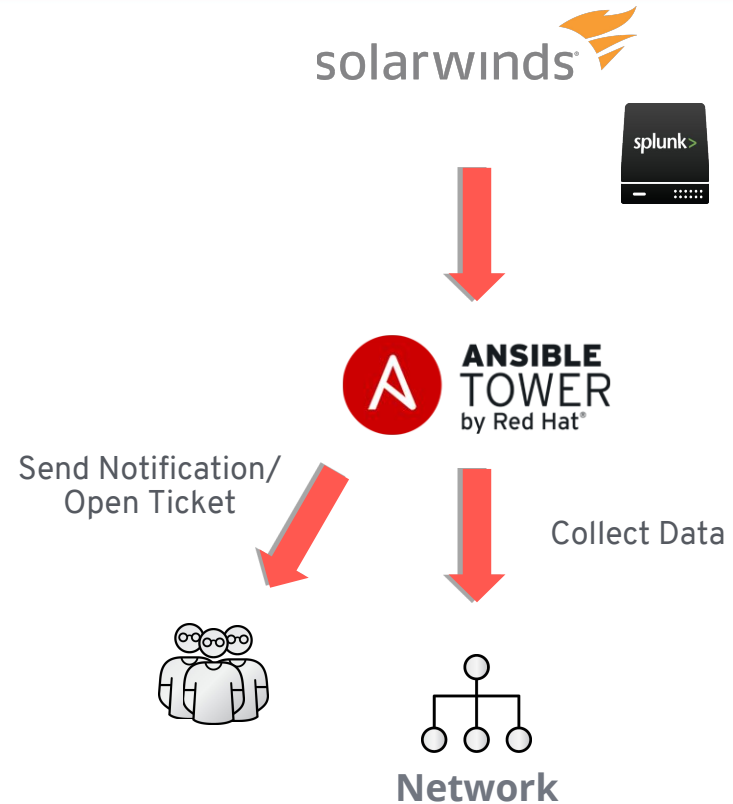 solarwinds
splunk>
ANSIBLE
TOWER
by Red Hat®
Send Notification/
Open Ticket
Collect Data
Network